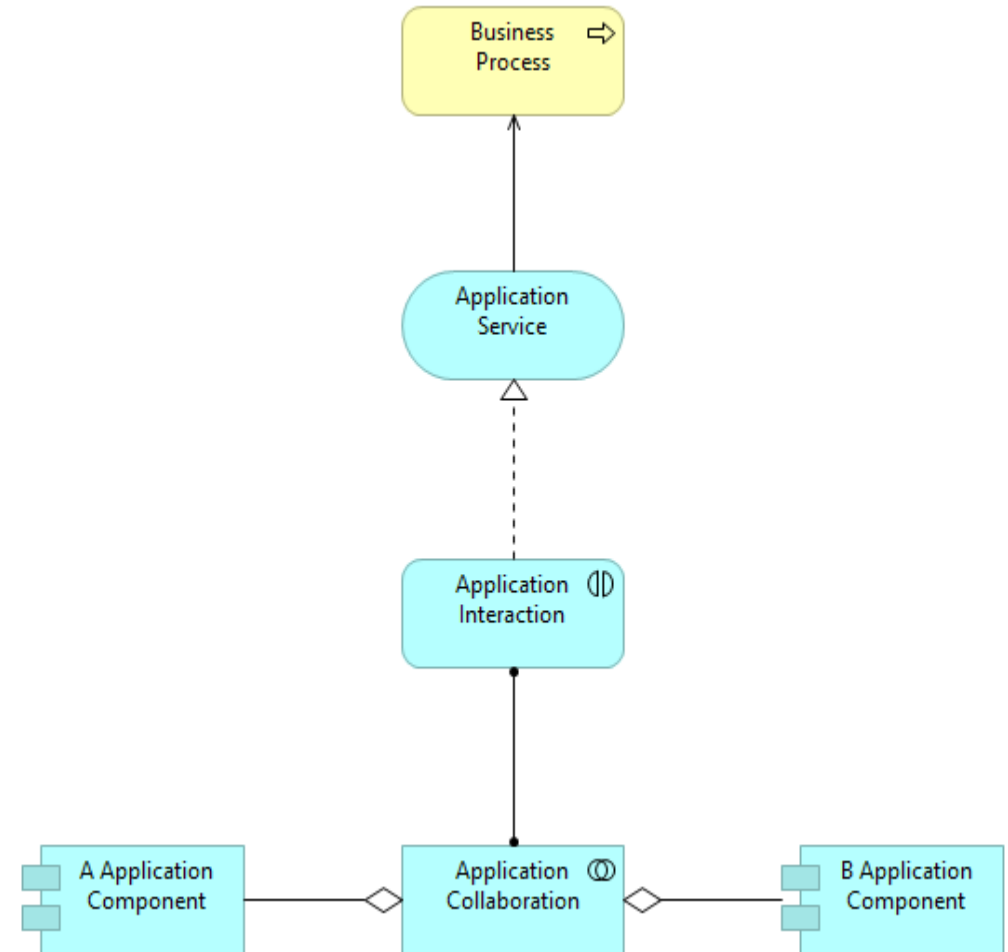 Business
Process
Application
Service
Application
Interaction
A Application
Component
Application
Collaboration
B Application
Component